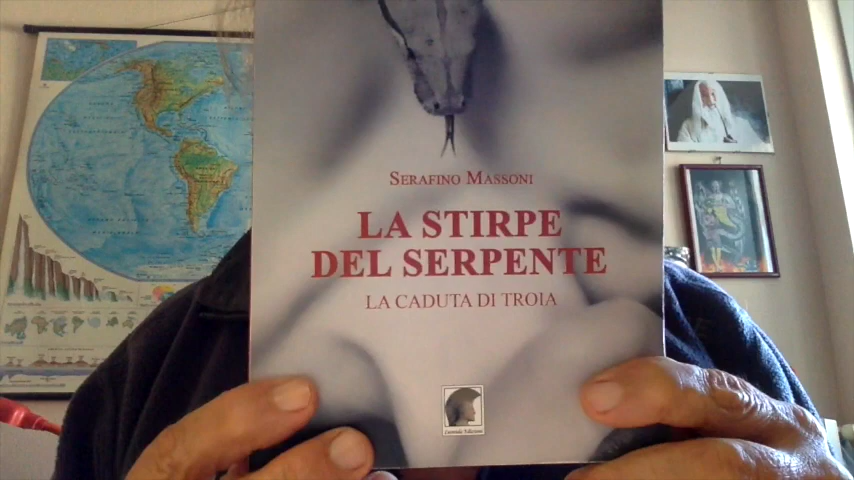 SERAFINO MASSONI
LA STIRPE
DEL SERPENTE
LA CADUTA DI TROIA